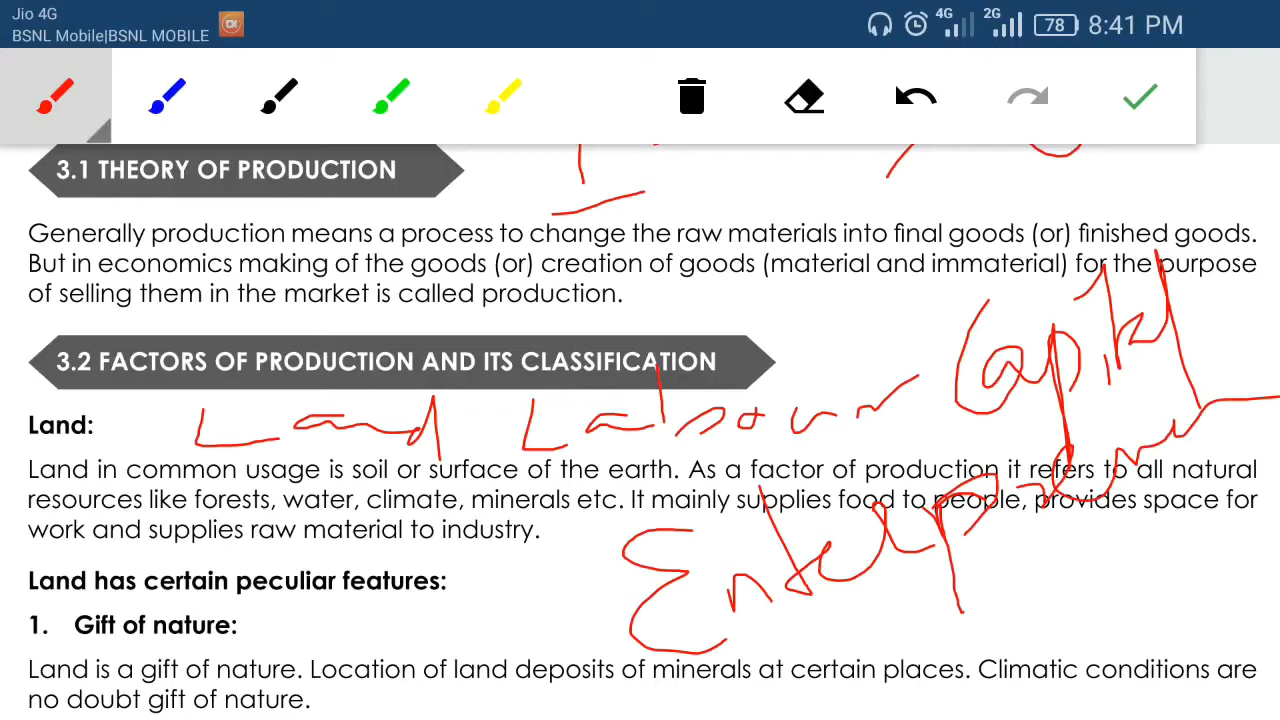 Jio 4G
BSNL Mobile|BSNL MOBILE
4G 2G 78 8:41 PM
3.1 THEORY OF PRODUCTION
Generally production means a process to change the raw materials into final goods (or) finished goods.
But in economics making of the goods (or) creation of goods (material and immaterial) for the purpose
of selling them in the market is called production.
3.2 FACTORS OF PRODUCTION AND ITS CLASSIFICATION
Land:
Land Labour Capital
Land in common usage is soil or surface of the earth. As a factor of production it refers to all natural
resources like forests, water, climate, minerals etc. It mainly supplies food to people, provides space for
work and supplies raw material to industry.
Land has certain peculiar features:
1. Gift of nature:
Land is a gift of nature. Location of land deposits of minerals at certain places. Climatic conditions are
no doubt gift of nature.